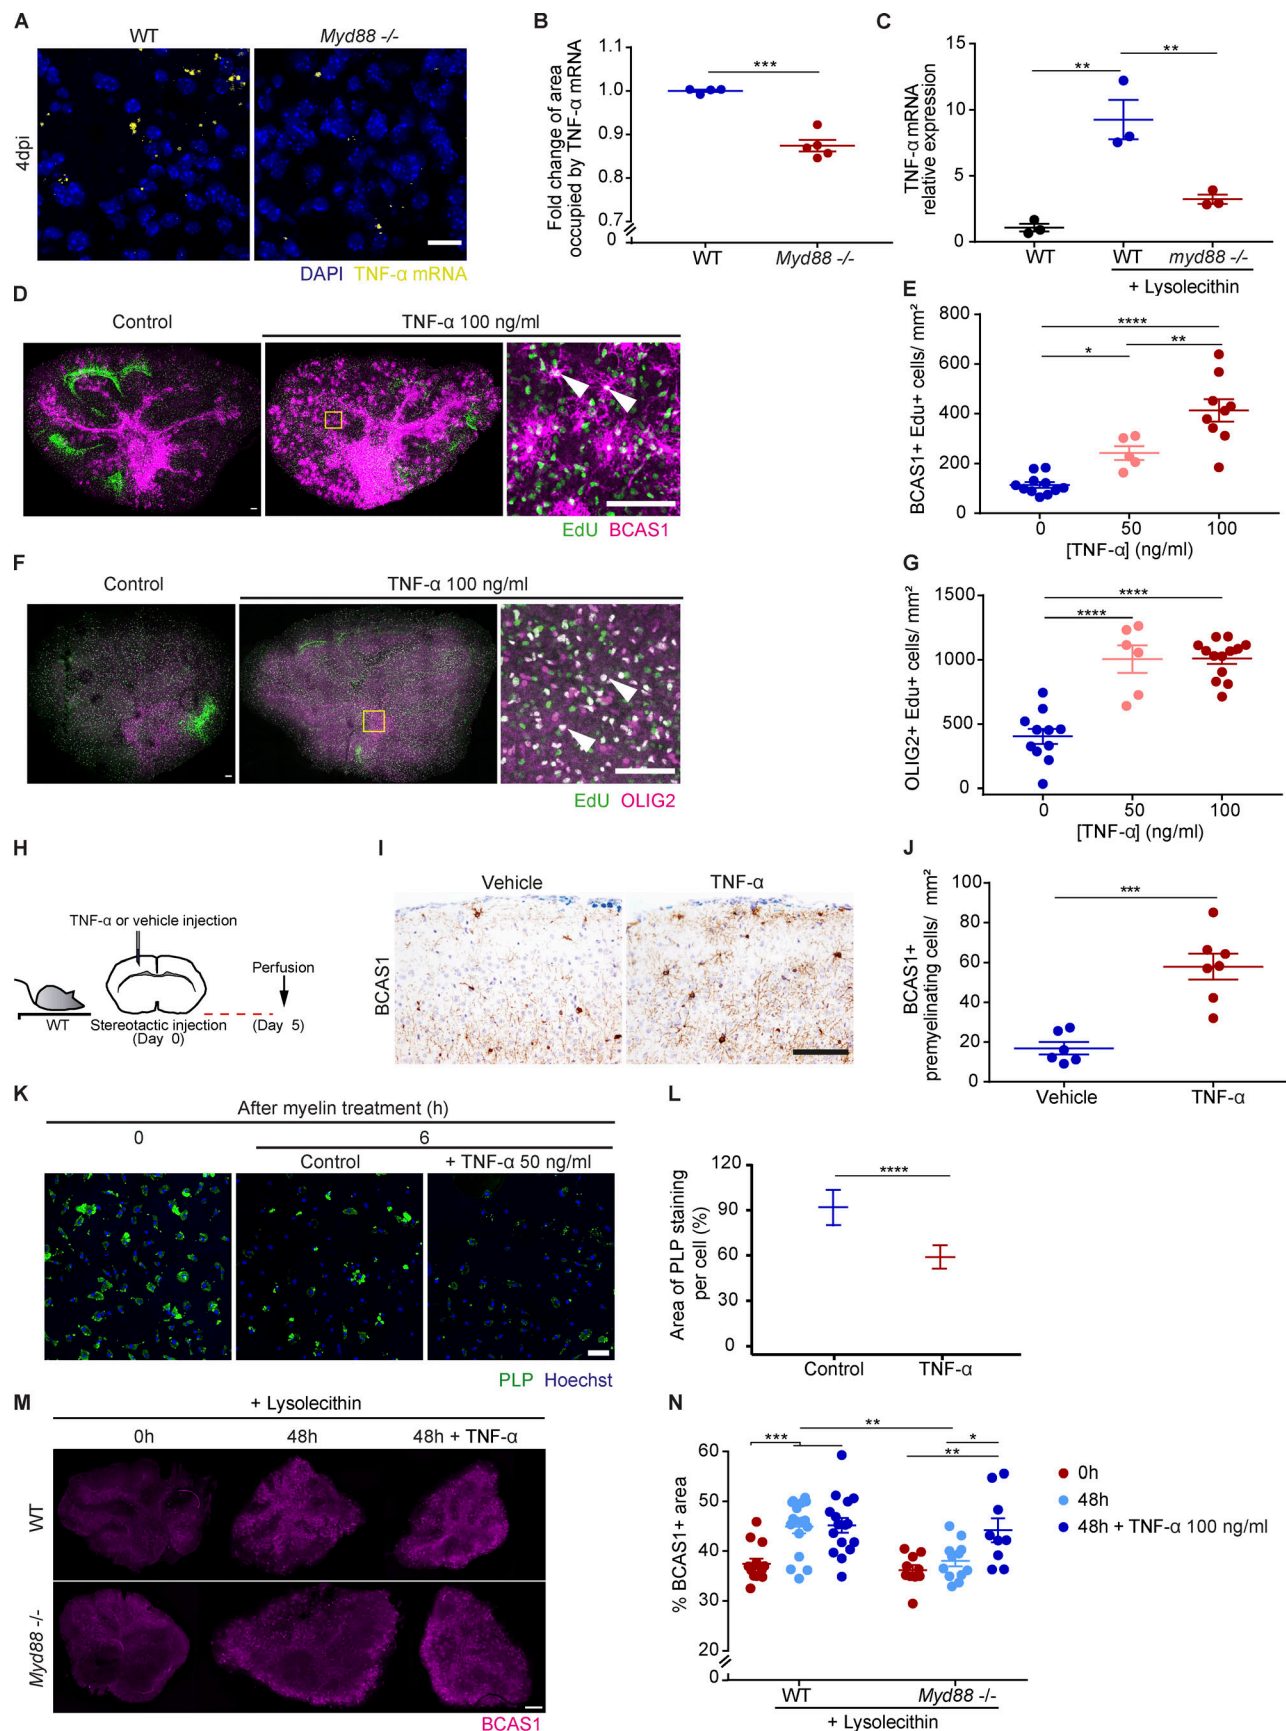 A
WT
Myd88 -/-
4dpi
DAPI TNF-α mRNA
B
Fold change of area
occupied by TNF-α mRNA
***
1.0
0.9
0.8
0.7
0
WT
Myd88 -/-
C
TNF-α mRNA
relative expression
**
**
15
10
5
0
WT
WT
myd88 -/-
+ Lysolecithin
D
Control
TNF-α 100 ng/ml
EdU BCAS1
E
BCAS1+ Edu+ cells/ mm²
****
*
**
800
600
400
200
0
0
50
100
[TNF-α] (ng/ml)
F
Control
TNF-α 100 ng/ml
EdU OLIG2
G
OLIG2+ Edu+ cells/ mm²
****
****
1500
1000
500
0
0
50
100
[TNF-α] (ng/ml)
H
TNF-α or vehicle injection
Perfusion
WT
Stereotactic injection
(Day 0)
(Day 5)
I
Vehicle
TNF-α
BCAS1
J
BCAS1+
premyelinating cells/ mm²
***
100
80
60
40
20
0
Vehicle
TNF-α
K
After myelin treatment (h)
0
6
Control
+ TNF-α 50 ng/ml
PLP Hoechst
L
Area of PLP staining
per cell (%)
****
120
90
60
30
0
Control
TNF-α
M
+ Lysolecithin
0h
48h
48h + TNF-α
WT
Myd88 -/-
BCAS1
N
% BCAS1+ area
**
***
*
**
60
50
40
30
20
0
WT
Myd88 -/-
+ Lysolecithin
0h
48h
48h + TNF-α 100 ng/ml